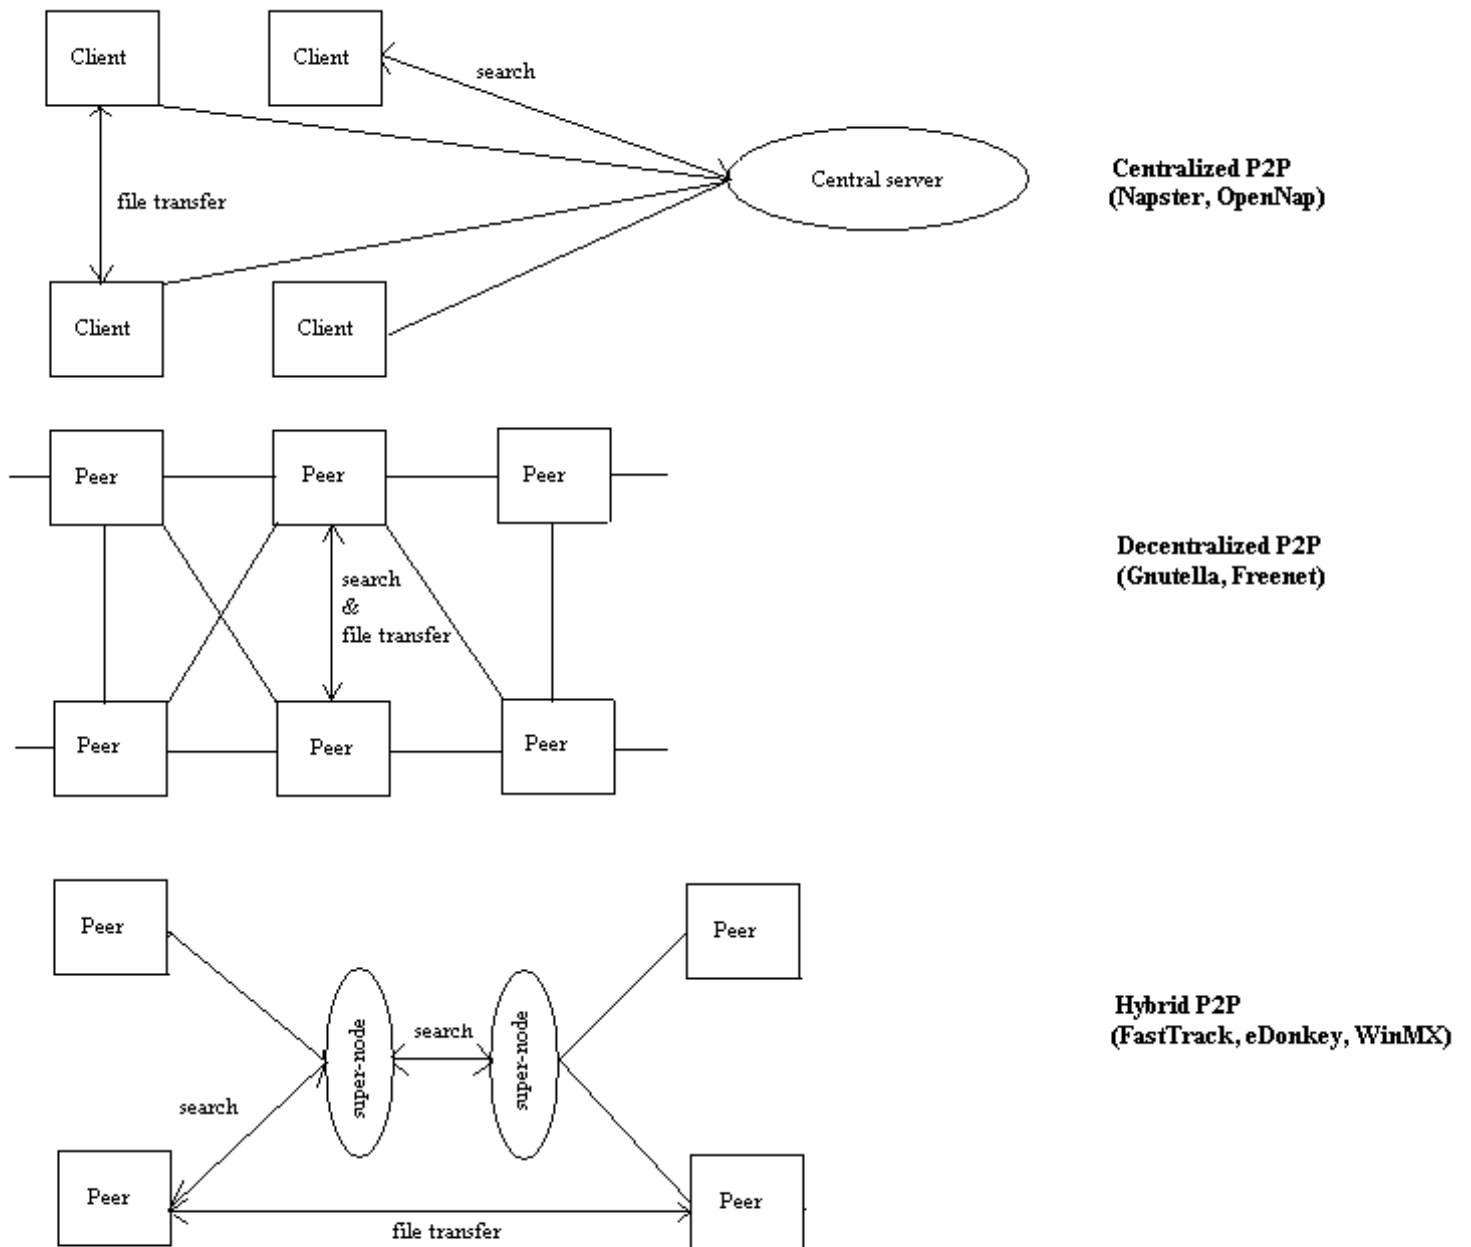 Client
Client
search
Central server
Centralized P2P
(Napster, OpenNap)
file transfer
Client
Client
Peer
Peer
Peer
search
&
file transfer
Decentralized P2P
(Gnutella, Freenet)
Peer
Peer
Peer
Peer
Peer
super-node
search
super-node
Hybrid P2P
(FastTrack, eDonkey, WinMX)
search
Peer
Peer
file transfer